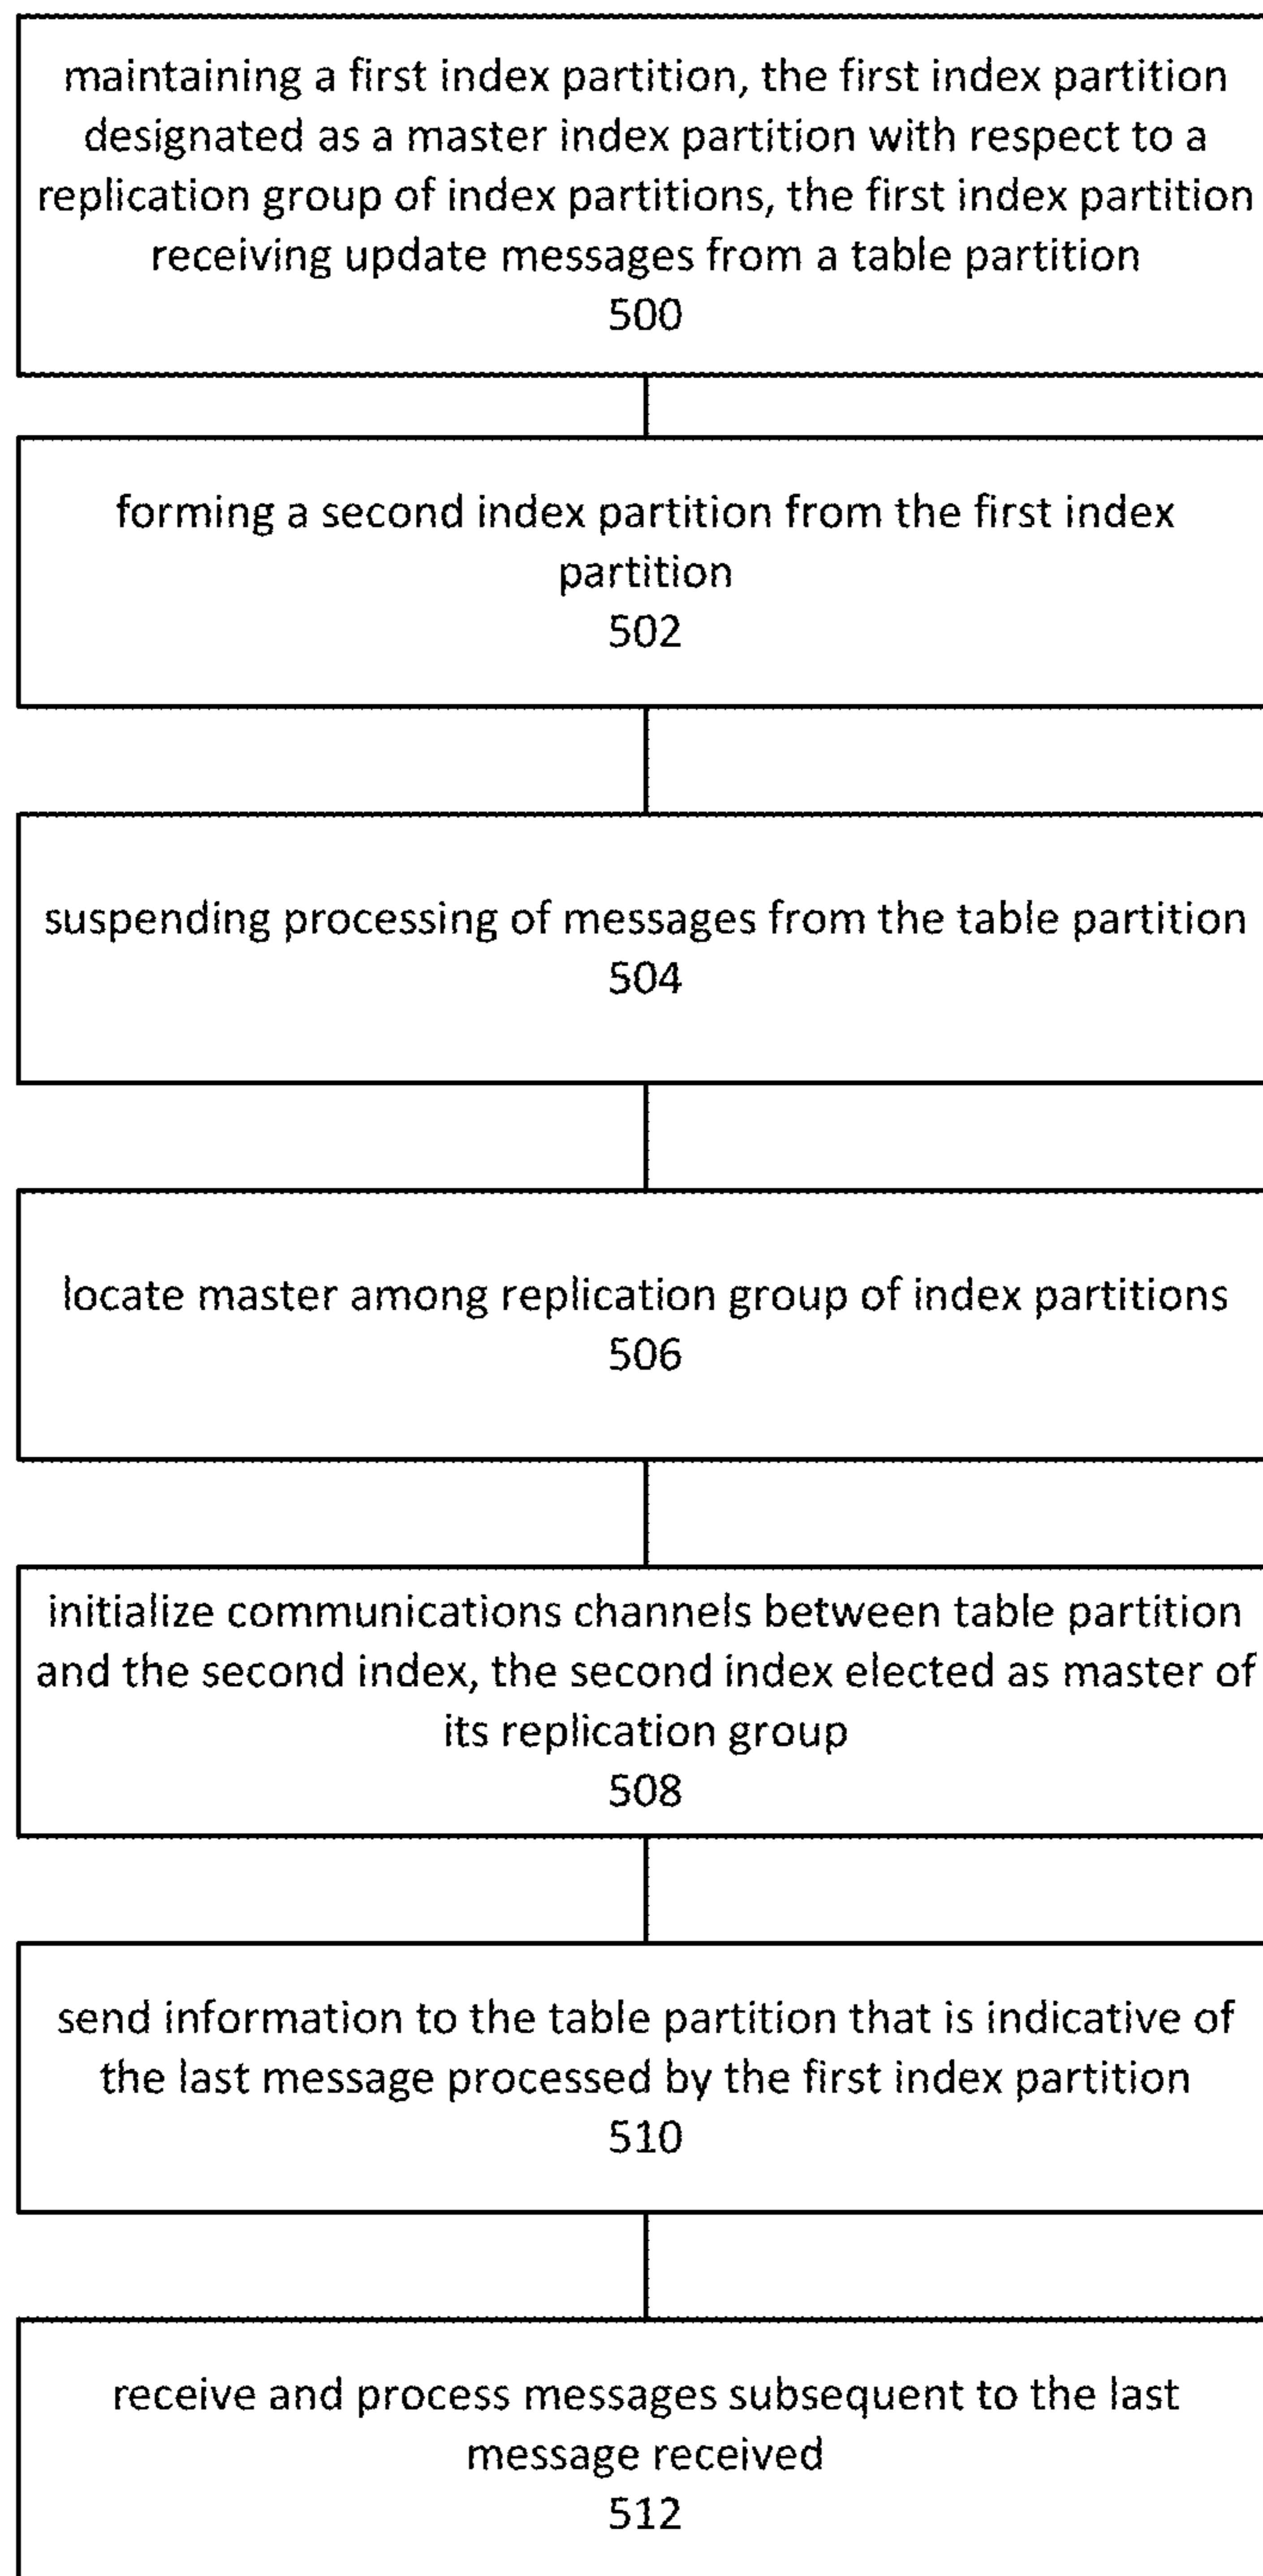 maintaining a first index partition, the first index partition
designated as a master index partition with respect to a
replication group of index partitions, the first index partition
receiving update messages from a table partition
500
forming a second index partition from the first index
partition
502
suspending processing of messages from the table partition
504
locate master among replication group of index partitions
506
initialize communications channels between table partition
and the second index, the second index elected as master of
its replication group
508
send information to the table partition that is indicative of
the last message processed by the first index partition
510
receive and process messages subsequent to the last
message received
512